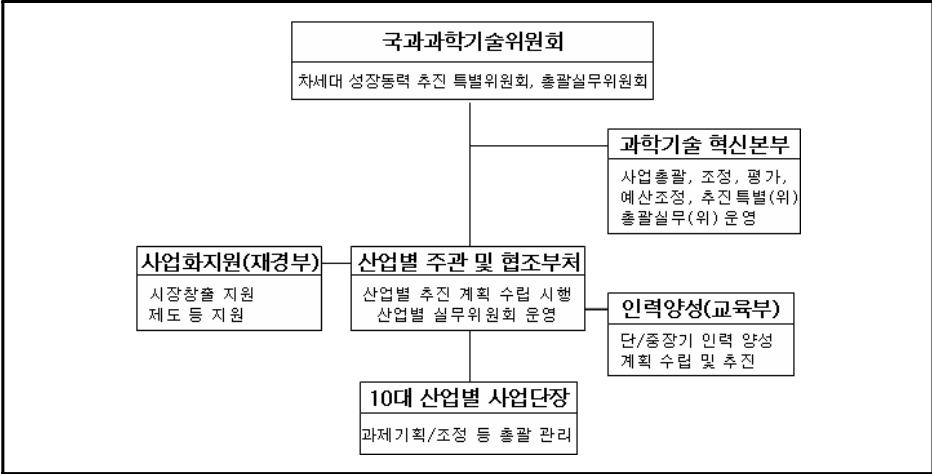 국과과학기술위원회
차세대 성장동력 추진 특별위원회, 총괄실무위원회
과학기술 혁신본부
사업총괄, 조정, 평가,
예산조정, 추진특별(위)
총괄실무(위) 운영
사업화지원(재경부)
시장창출 지원
제도 등 지원
산업별 주관 및 협조부처
산업별 추진 계획 수립 시행
산업별 실무위원회 운영
인력양성(교육부)
단/중장기 인력 양성
계획 수립 및 추진
10대 산업별 사업단장
과제기획/조정 등 총괄 관리